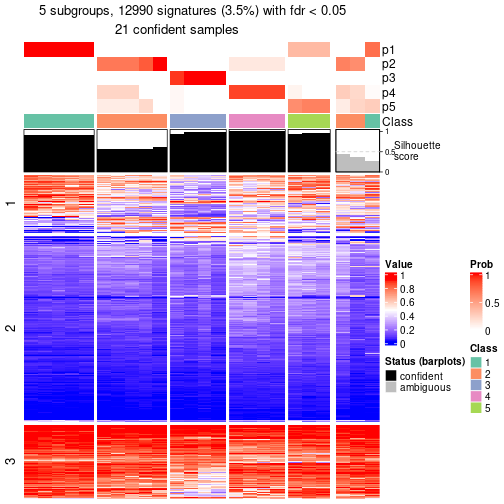 5 subgroups, 12990 signatures (3.5%) with fdr < 0.05
21 confident samples
p1
p2
p3
p4
p5
Class
1
0.5
0
Silhouette
score
1
2
3
Value
1
0.8
0.6
0.4
0.2
0
Status (barplots)
confident
ambiguous
Prob
1
0.5
0
Class
1
2
3
4
5